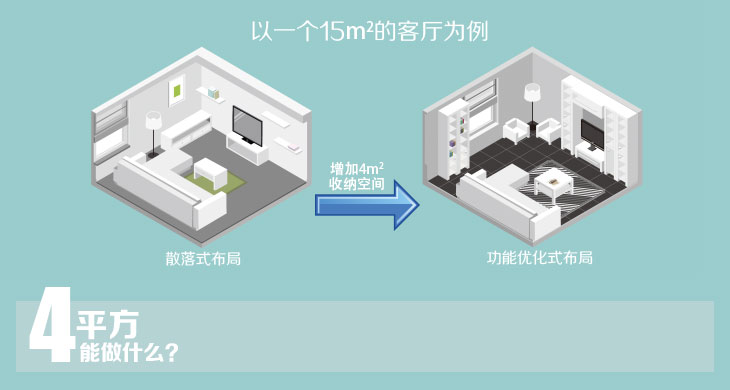 以一个15m²的客厅为例
增加4m²
收纳空间
散落式布局
功能优化式布局
4平方
能做什么?